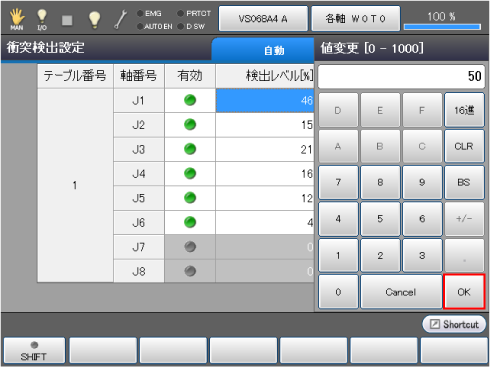 MAN I/O EMG PRTOT AUTO EN D SW VS068A4 A 各軸 W 0 T 0 100 %
衝突検出設定 自動 値変更 [0 - 1000]
テーブル番号 軸番号 有効 検出レベル[%] 50
J1 46
J2 15
J3 21
J4 16
1
J5 12
J6 4
J7 0
J8 0
D E F 16進
A B C CLR
7 8 9 BS
4 5 6 +/-
1 2 3 .
0 Cancel OK
Shortcut
SHIFT